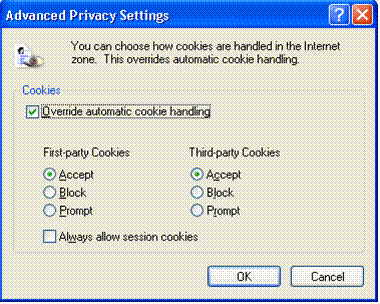 Advanced Privacy Settings
You can choose how cookies are handled in the Internet
zone. This overrides automatic cookie handling.
Cookies
Override automatic cookie handling
First-party Cookies Third-party Cookies
Accept Accept
Block Block
Prompt Prompt
Always allow session cookies
OK Cancel